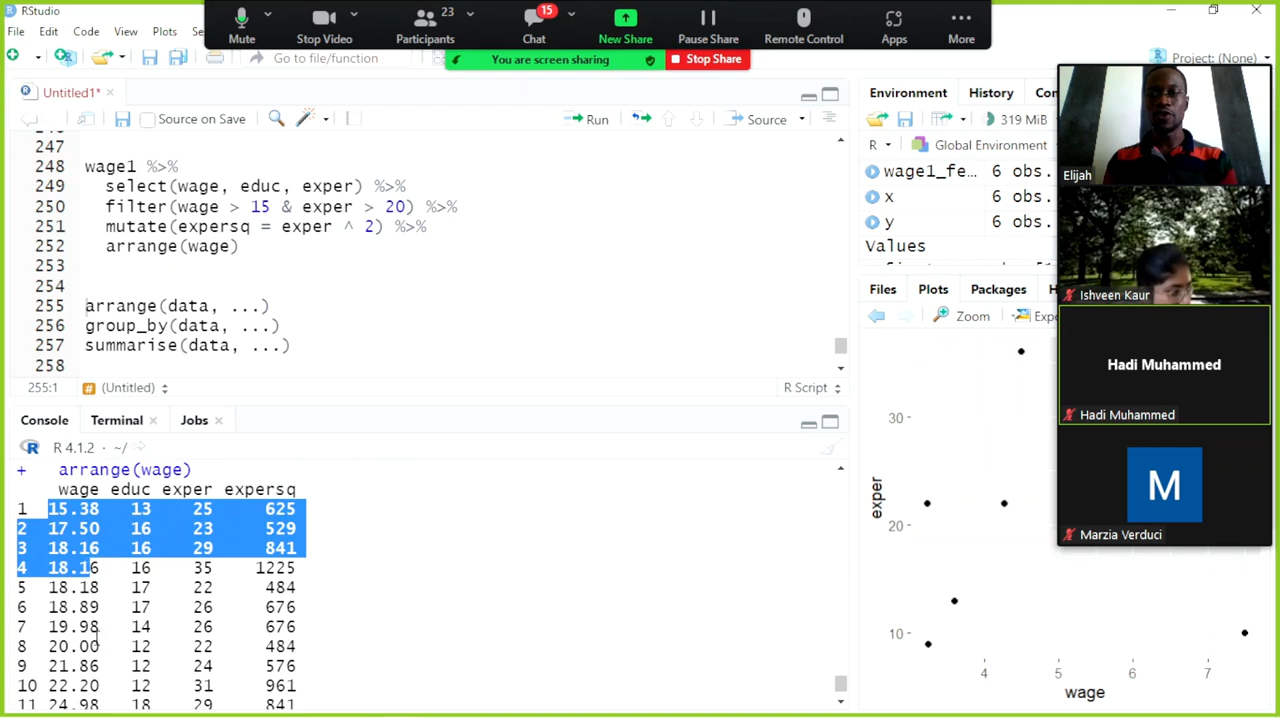 RStudio
File Edit Code View Plots
Mute
Stop Video
Participants 23
Chat 15
New Share
Pause Share
Remote Control
Apps
More
You are screen sharing
Stop Share
Go to file/function
Project: (None)
Untitled1*
Source on Save
Run
Source
247
248 wage1 %>%
249 select(wage, educ, exper) %>%
250 filter(wage > 15 & exper > 20) %>%
251 mutate(expersq = exper ^ 2) %>%
252 arrange(wage)
253
254
255 arrange(data, ...)
256 group_by(data, ...)
257 summarise(data, ...)
258
255:1 (Untitled) R Script
Console Terminal Jobs
R 4.1.2 · ~/
+ arrange(wage)
wage educ exper expersq
1 15.38 13 25 625
2 17.50 16 23 529
3 18.16 16 29 841
4 18.16 16 35 1225
5 18.18 17 22 484
6 18.89 17 26 676
7 19.98 14 26 676
8 20.00 12 22 484
9 21.86 12 24 576
10 22.20 12 31 961
11 24.98 18 29 841
Environment History
319 MiB
R Global Environment
wage1_fe… 6 obs.
x 6 obs.
y 6 obs.
Values
Files Plots Packages
Zoom
30
20
10
exper
4 5 6 7
wage
Elijah
Ishveen Kaur
Hadi Muhammed
Hadi Muhammed
M
Marzia Verduci